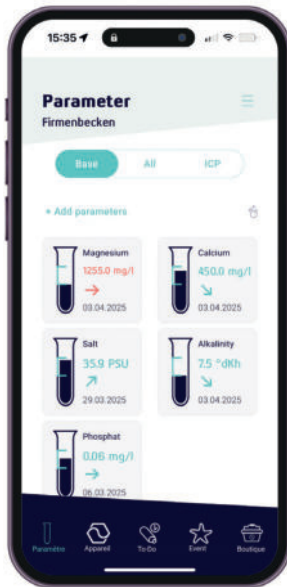 15:35
Parameter
Firmenbecken
Base All ICP
+ Add parameters
Magnesium
1255.0 mg/l
03.04.2025
Calcium
450.0 mg/l
03.04.2025
Salt
35.9 PSU
29.03.2025
Alkalinity
7.5 °dKh
03.04.2025
Phosphat
0.06 mg/l
06.03.2025
Paramètre Appareil To-Do Event Boutique